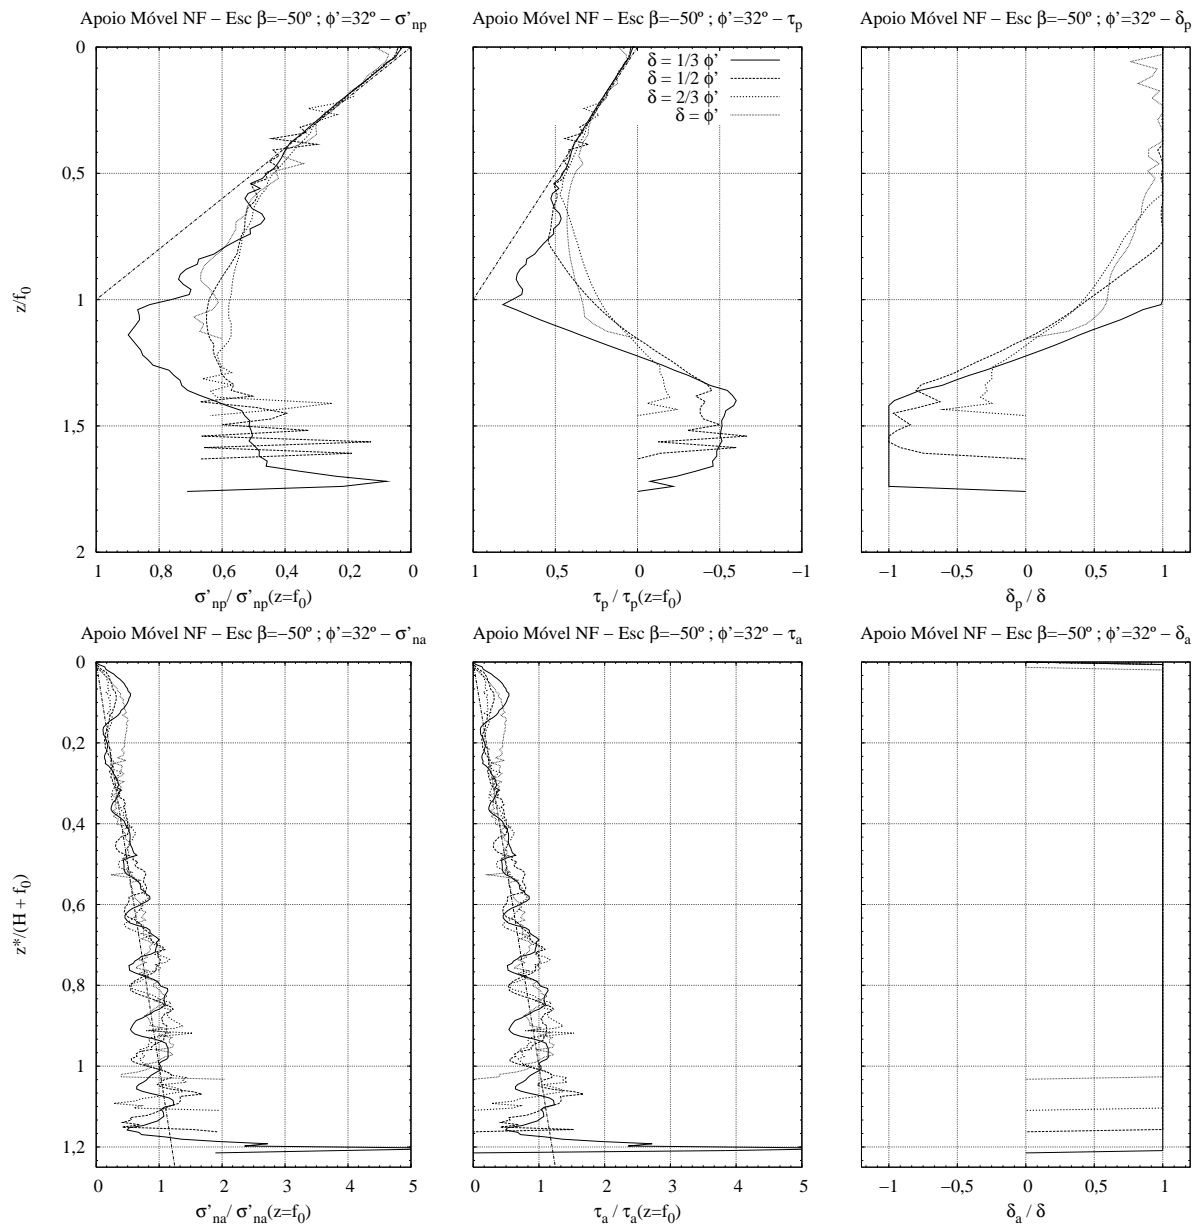 Apoio Móvel NF – Esc β=–50º ; φ'=32º – σ'np
Apoio Móvel NF – Esc β=–50º ; φ'=32º – τp
Apoio Móvel NF – Esc β=–50º ; φ'=32º – δp
0
0,5
1
1,5
2
z/f0
1 0,8 0,6 0,4 0,2 0
σ'np/ σ'np(z=f0)
δ = 1/3 φ'
δ = 1/2 φ'
δ = 2/3 φ'
δ = φ'
1 0,5 0 –0,5 –1
τp / τp(z=f0)
–1 –0,5 0 0,5 1
δp / δ
Apoio Móvel NF – Esc β=–50º ; φ'=32º – σ'na
Apoio Móvel NF – Esc β=–50º ; φ'=32º – τa
Apoio Móvel NF – Esc β=–50º ; φ'=32º – δa
0
0,2
0,4
0,6
0,8
1
1,2
z*/(H + f0)
0 1 2 3 4 5
σ'na/ σ'na(z=f0)
0 1 2 3 4 5
τa / τa(z=f0)
–1 –0,5 0 0,5 1
δa / δ